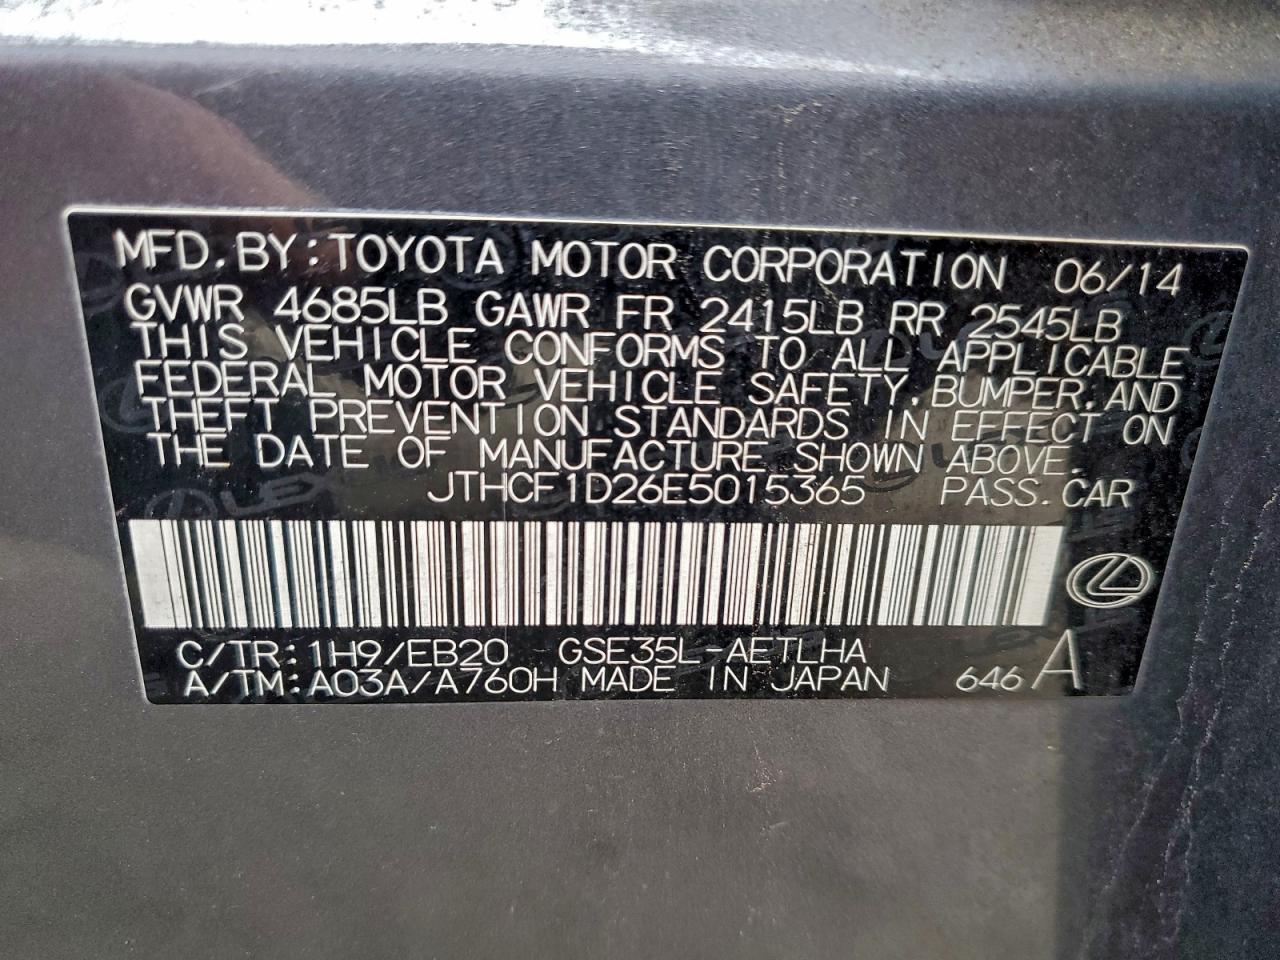 MFD. BY: TOYOTA MOTOR CORPORATION 06/14
GVWR 4685LB GAWR FR 2415LB RR 2545LB
THIS VEHICLE CONFORMS TO ALL APPLICABLE
FEDERAL MOTOR VEHICLE SAFETY, BUMPER, AND
THEFT PREVENTION STANDARDS IN EFFECT ON
THE DATE OF MANUFACTURE SHOWN ABOVE.
JTHCF1D26E5015365 PASS. CAR
C/TR: 1H9/EB20 GSE35L-AETLHA
A/TM: A03A/A760H MADE IN JAPAN 646 A